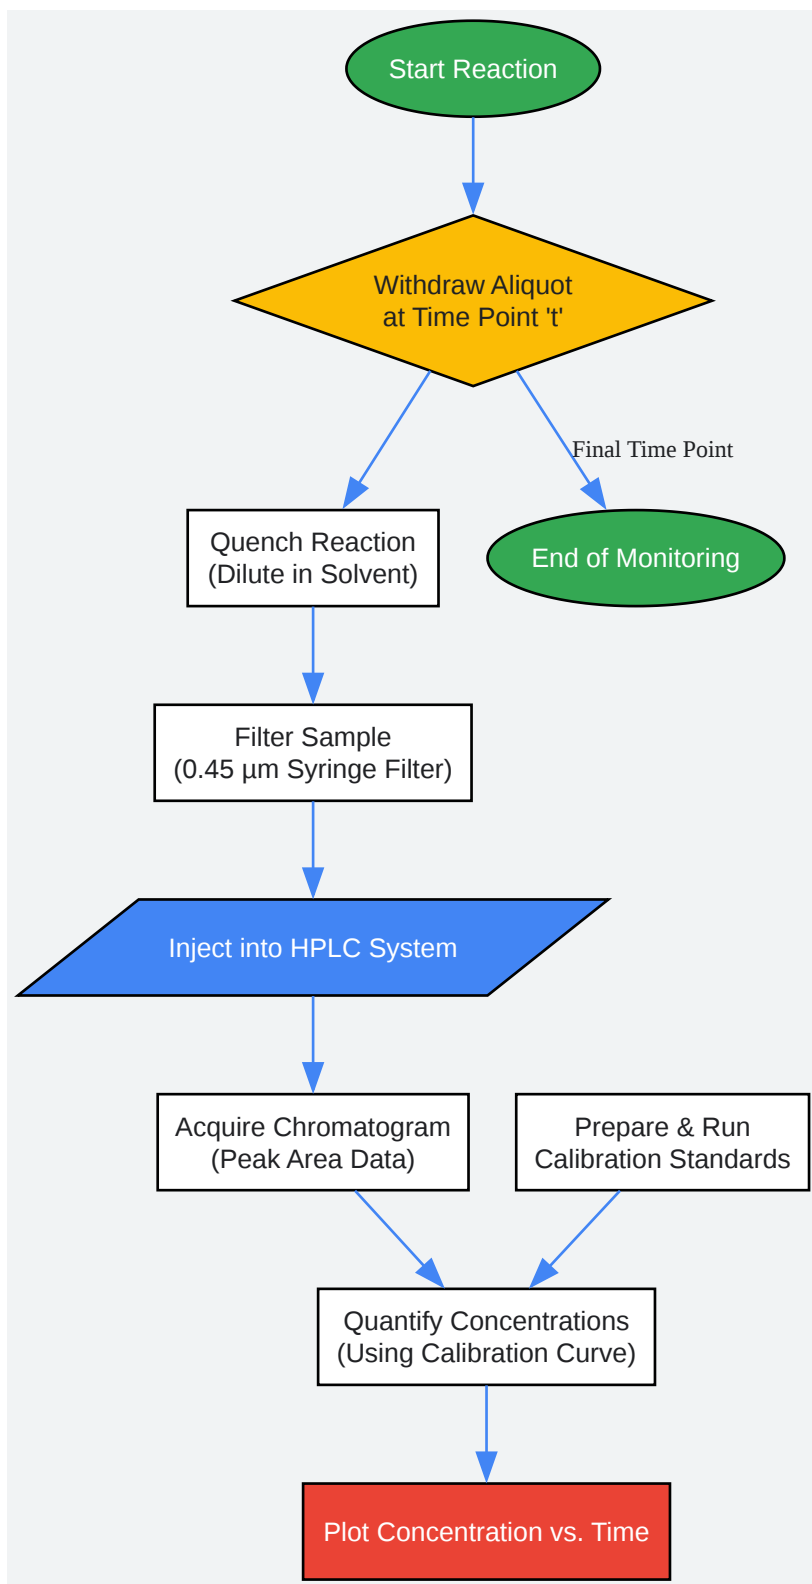 Start Reaction
Withdraw Aliquot
at Time Point 't'
Final Time Point
Quench Reaction
(Dilute in Solvent)
End of Monitoring
Filter Sample
(0.45 µm Syringe Filter)
Inject into HPLC System
Acquire Chromatogram
(Peak Area Data)
Prepare & Run
Calibration Standards
Quantify Concentrations
(Using Calibration Curve)
Plot Concentration vs. Time